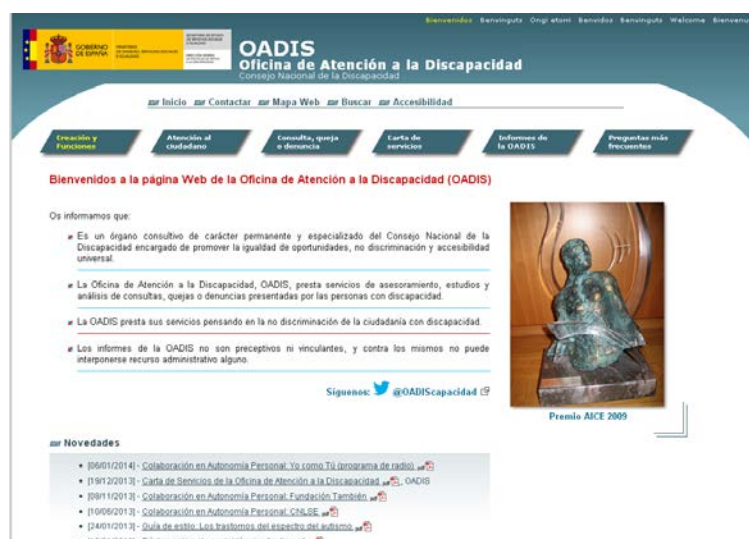 Bienvenidos Benvinguts Ongi etorri Benvidos Benvinguts Welcome Bienvenu
GOBIERNO
DE ESPAÑA
OADIS
Oficina de Atención a la Discapacidad
Consejo Nacional de la Discapacidad
Inicio Contactar Mapa Web Buscar Accesibilidad
Creación y
Funciones
Atención al
ciudadano
Consulta, queja
o denuncia
Carta de
servicios
Informes de
la OADIS
Preguntas más
frecuentes
Bienvenidos a la página Web de la Oficina de Atención a la Discapacidad (OADIS)
Os informamos que:
Es un órgano consultivo de carácter permanente y especializado del Consejo Nacional de la
Discapacidad encargado de promover la igualdad de oportunidades, no discriminación y accesibilidad
universal.
La Oficina de Atención a la Discapacidad, OADIS, presta servicios de asesoramiento, estudios y
análisis de consultas, quejas o denuncias presentadas por las personas con discapacidad.
La OADIS presta sus servicios pensando en la no discriminación de la ciudadanía con discapacidad.
Los informes de la OADIS no son preceptivos ni vinculantes, y contra los mismos no puede
interponerse recurso administrativo alguno.
Síguenos: @OADIScapacidad
Premio AICE 2009
Novedades
[06/01/2014] - Colaboración en Autonomía Personal: Yo como Tú (programa de radio)
[19/12/2013] - Carta de Servicios de la Oficina de Atención a la Discapacidad , OADIS
[08/11/2013] - Colaboración en Autonomía Personal: Fundación También
[10/06/2013] - Colaboración en Autonomía Personal: CNLSE
[24/01/2013] - Guía de estilo: Los trastornos del espectro del autismo